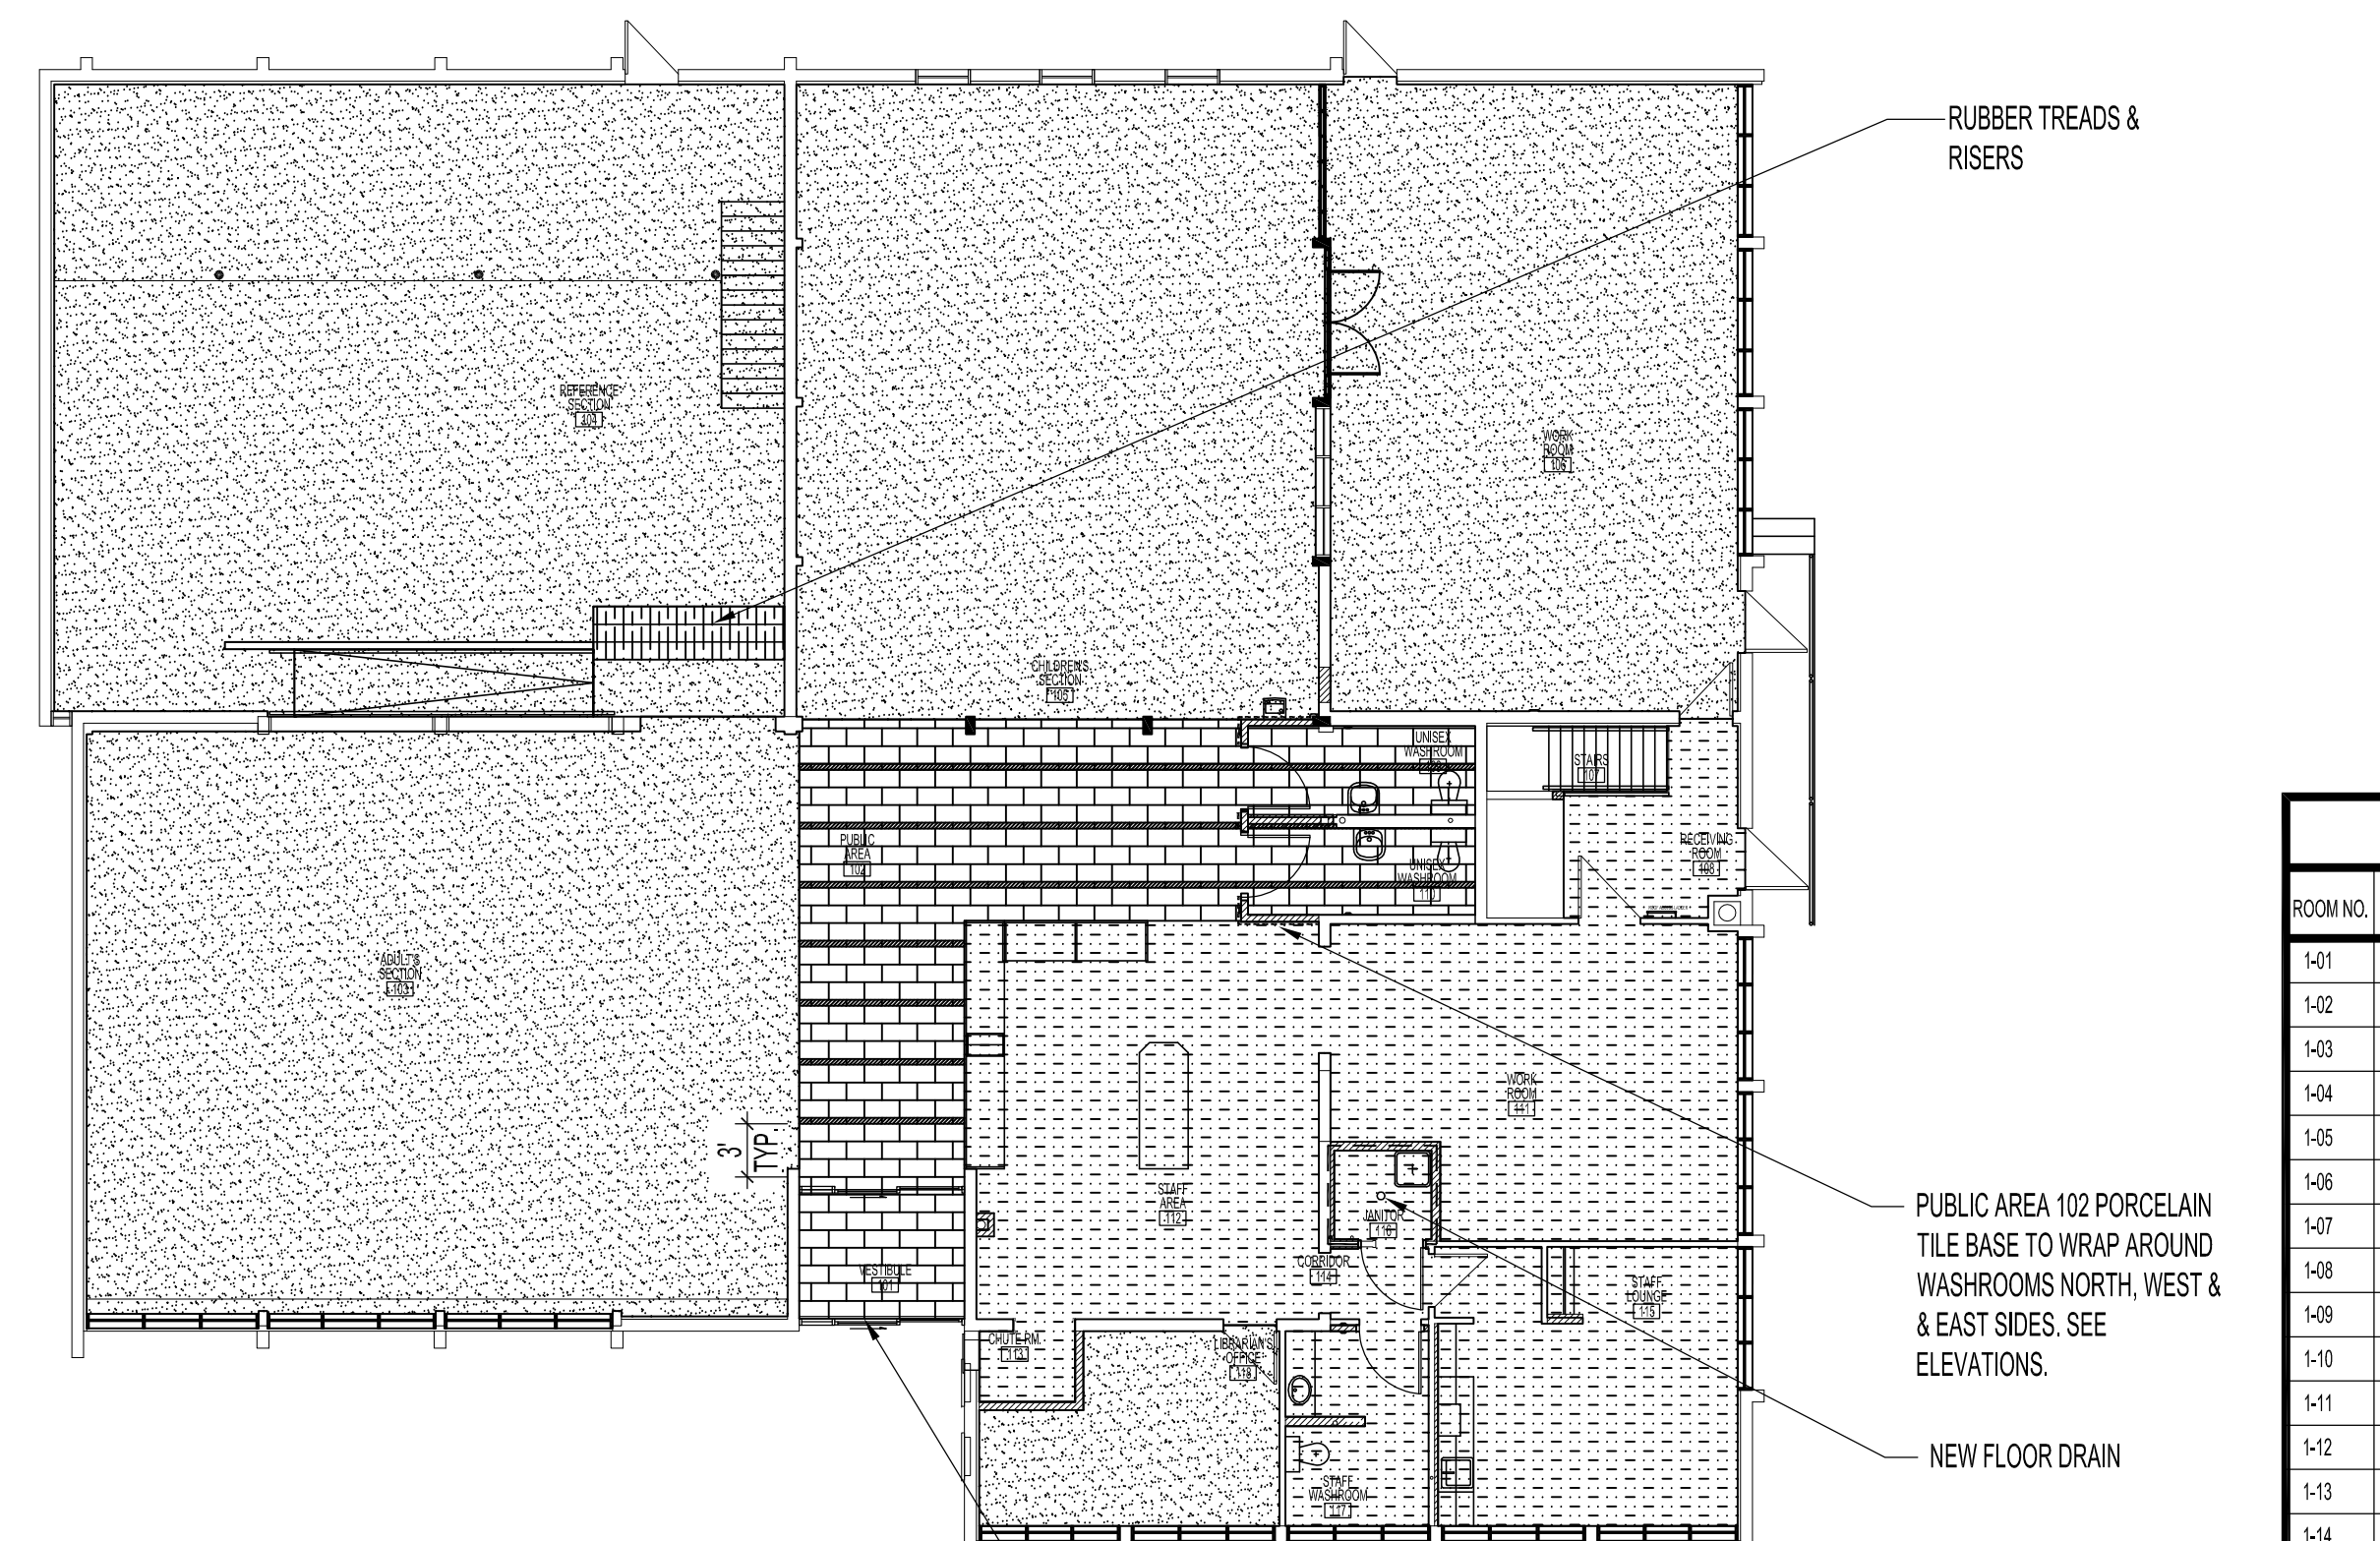 RUBBER TREADS &
RISERS
REFERENCE
SECTION
104
WORK
ROOM
106
CHILDREN'S
SECTION
105
UNISEX
WASHROOM
STAIRS
107
PUBLIC
AREA
102
RECEIVING
ROOM
108
UNISEX
WASHROOM
110
ROOM NO.
1-01
1-02
1-03
1-04
1-05
1-06
1-07
1-08
1-09
1-10
1-11
1-12
1-13
1-14
ADULT'S
SECTION
103
WORK
ROOM
111
3'
TYP.
STAFF
AREA
112
JANITOR
116
PUBLIC AREA 102 PORCELAIN
TILE BASE TO WRAP AROUND
WASHROOMS NORTH, WEST &
& EAST SIDES. SEE
ELEVATIONS.
VESTIBULE
101
CORRIDOR
114
STAFF
LOUNGE
115
CHUTE RM.
113
LIBRARIAN'S
OFFICE
118
NEW FLOOR DRAIN
STAFF
WASHROOM
117